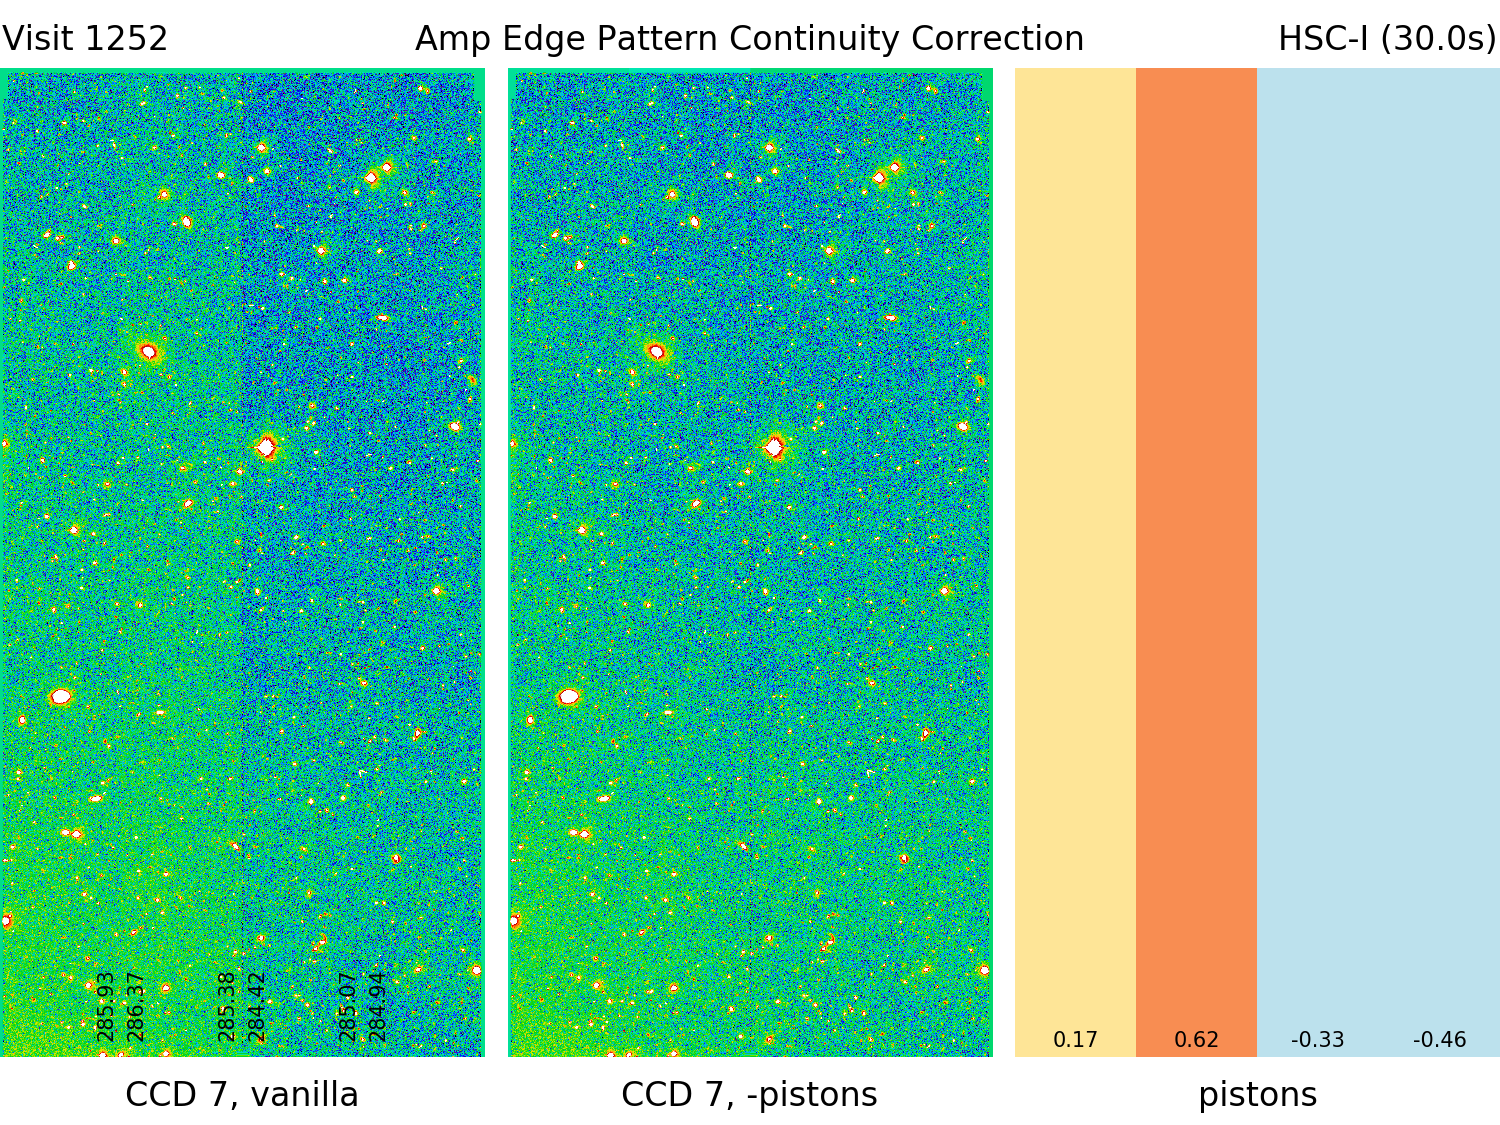 Visit 1252
Amp Edge Pattern Continuity Correction
HSC-I (30.0s)
285.93
286.37
285.38
284.42
285.07
284.94
0.17
0.62
-0.33
-0.46
CCD 7, vanilla
CCD 7, -pistons
pistons